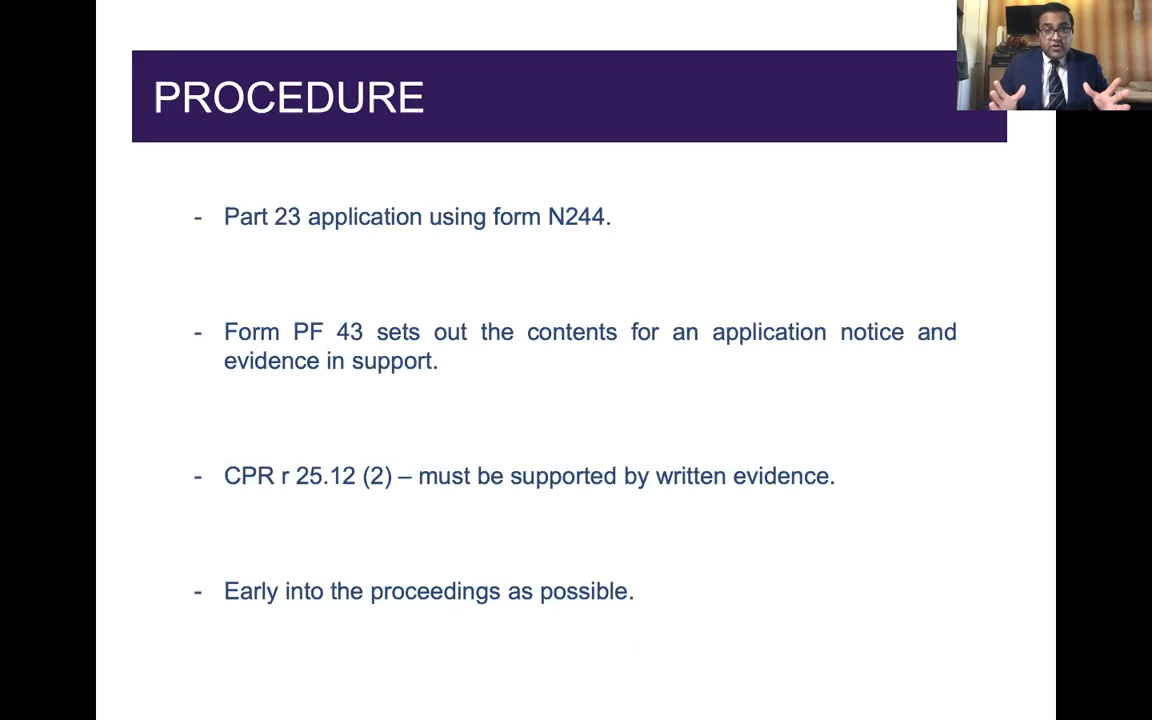 PROCEDURE
- Part 23 application using form N244.
- Form PF 43 sets out the contents for an application notice and
evidence in support.
- CPR r 25.12 (2) – must be supported by written evidence.
- Early into the proceedings as possible.